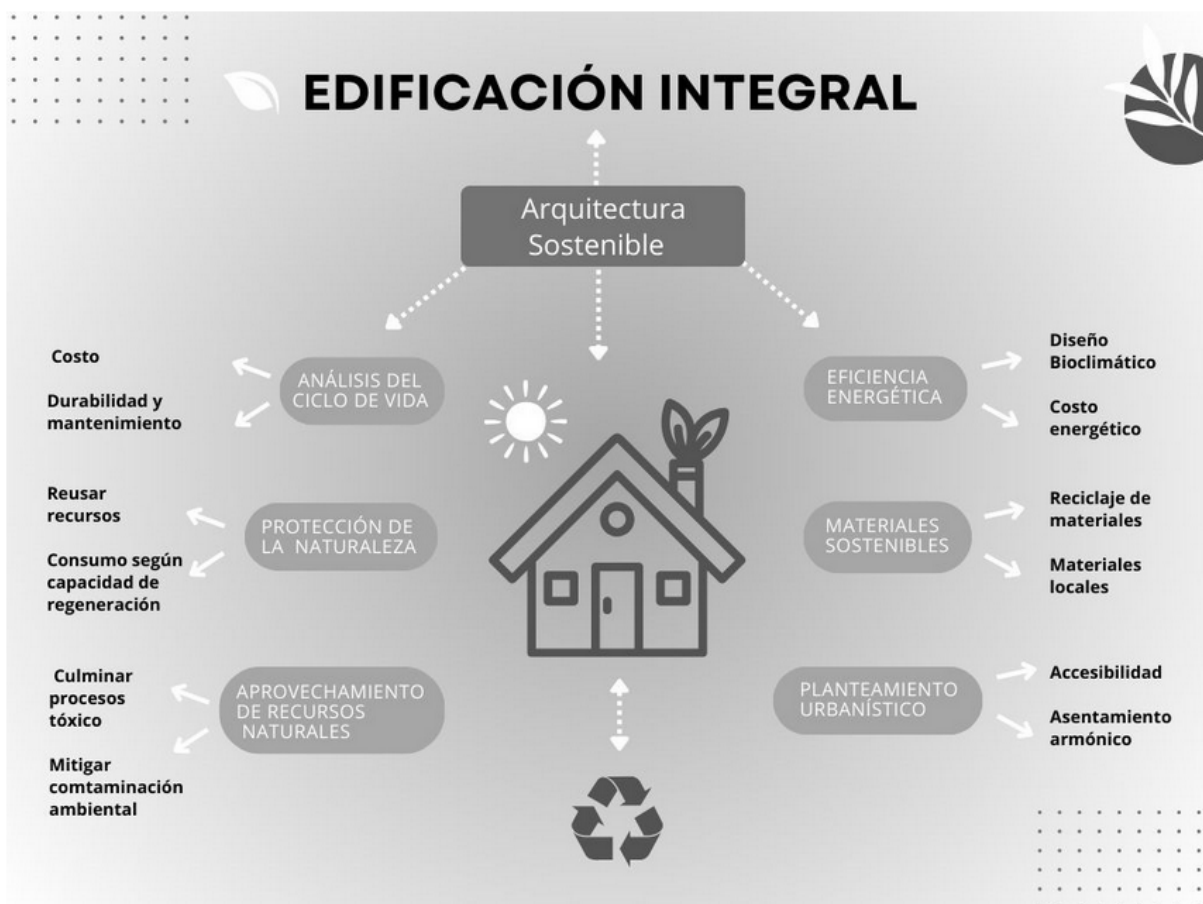 EDIFICACIÓN INTEGRAL
Arquitectura
Sostenible
Costo
Durabilidad y
mantenimiento
ANÁLISIS DEL
CICLO DE VIDA
Reusar
recursos
Consumo según
capacidad de
regeneración
PROTECCIÓN DE
LA NATURALEZA
Culminar
procesos
tóxico
Mitigar
comtaminación
ambiental
APROVECHAMIENTO
DE RECURSOS
NATURALES
EFICIENCIA
ENERGÉTICA
Diseño
Bioclimático
Costo
energético
MATERIALES
SOSTENIBLES
Reciclaje de
materiales
Materiales
locales
PLANTEAMIENTO
URBANÍSTICO
Accesibilidad
Asentamiento
armónico